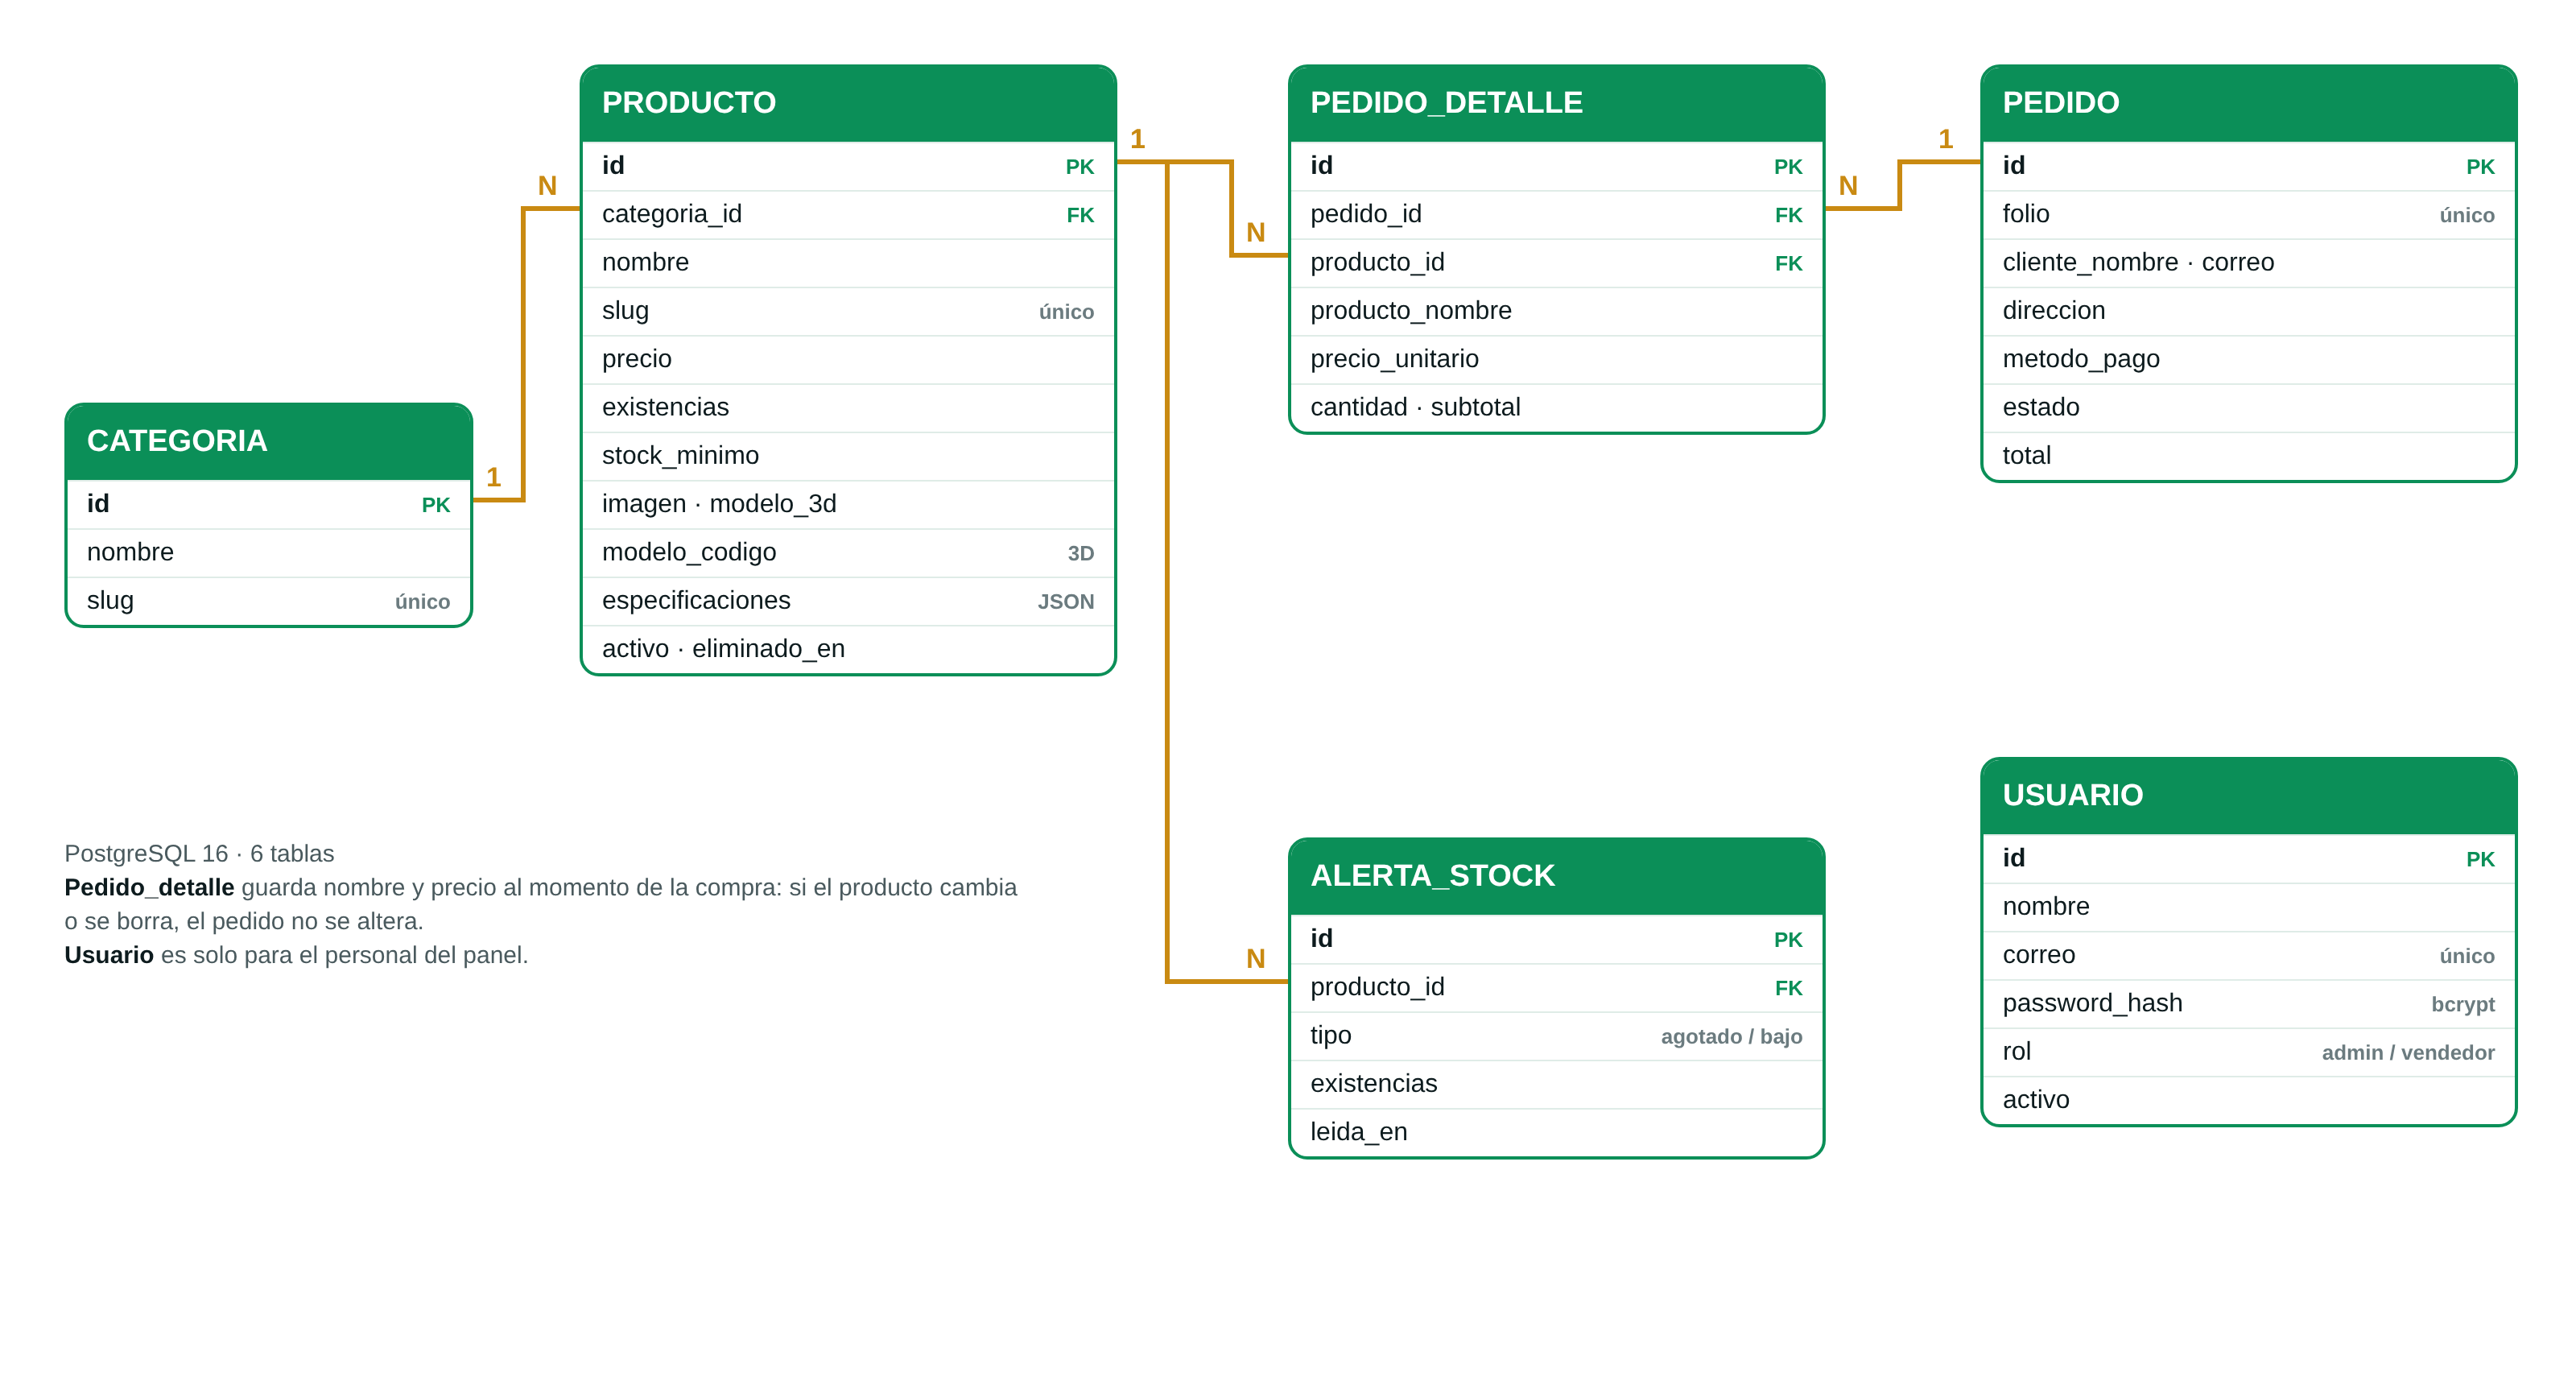 PRODUCTO
id PK
categoria_id FK
nombre
slug único
precio
existencias
stock_minimo
imagen · modelo_3d
modelo_codigo 3D
especificaciones JSON
activo · eliminado_en
1
N
N
PEDIDO_DETALLE
id PK
pedido_id FK
producto_id FK
producto_nombre
precio_unitario
cantidad · subtotal
N
1
PEDIDO
id PK
folio único
cliente_nombre · correo
direccion
metodo_pago
estado
total
CATEGORIA
id PK
nombre
slug único
1
PostgreSQL 16 · 6 tablas
Pedido_detalle guarda nombre y precio al momento de la compra: si el producto cambia
o se borra, el pedido no se altera.
Usuario es solo para el personal del panel.
N
ALERTA_STOCK
id PK
producto_id FK
tipo agotado / bajo
existencias
leida_en
USUARIO
id PK
nombre
correo único
password_hash bcrypt
rol admin / vendedor
activo